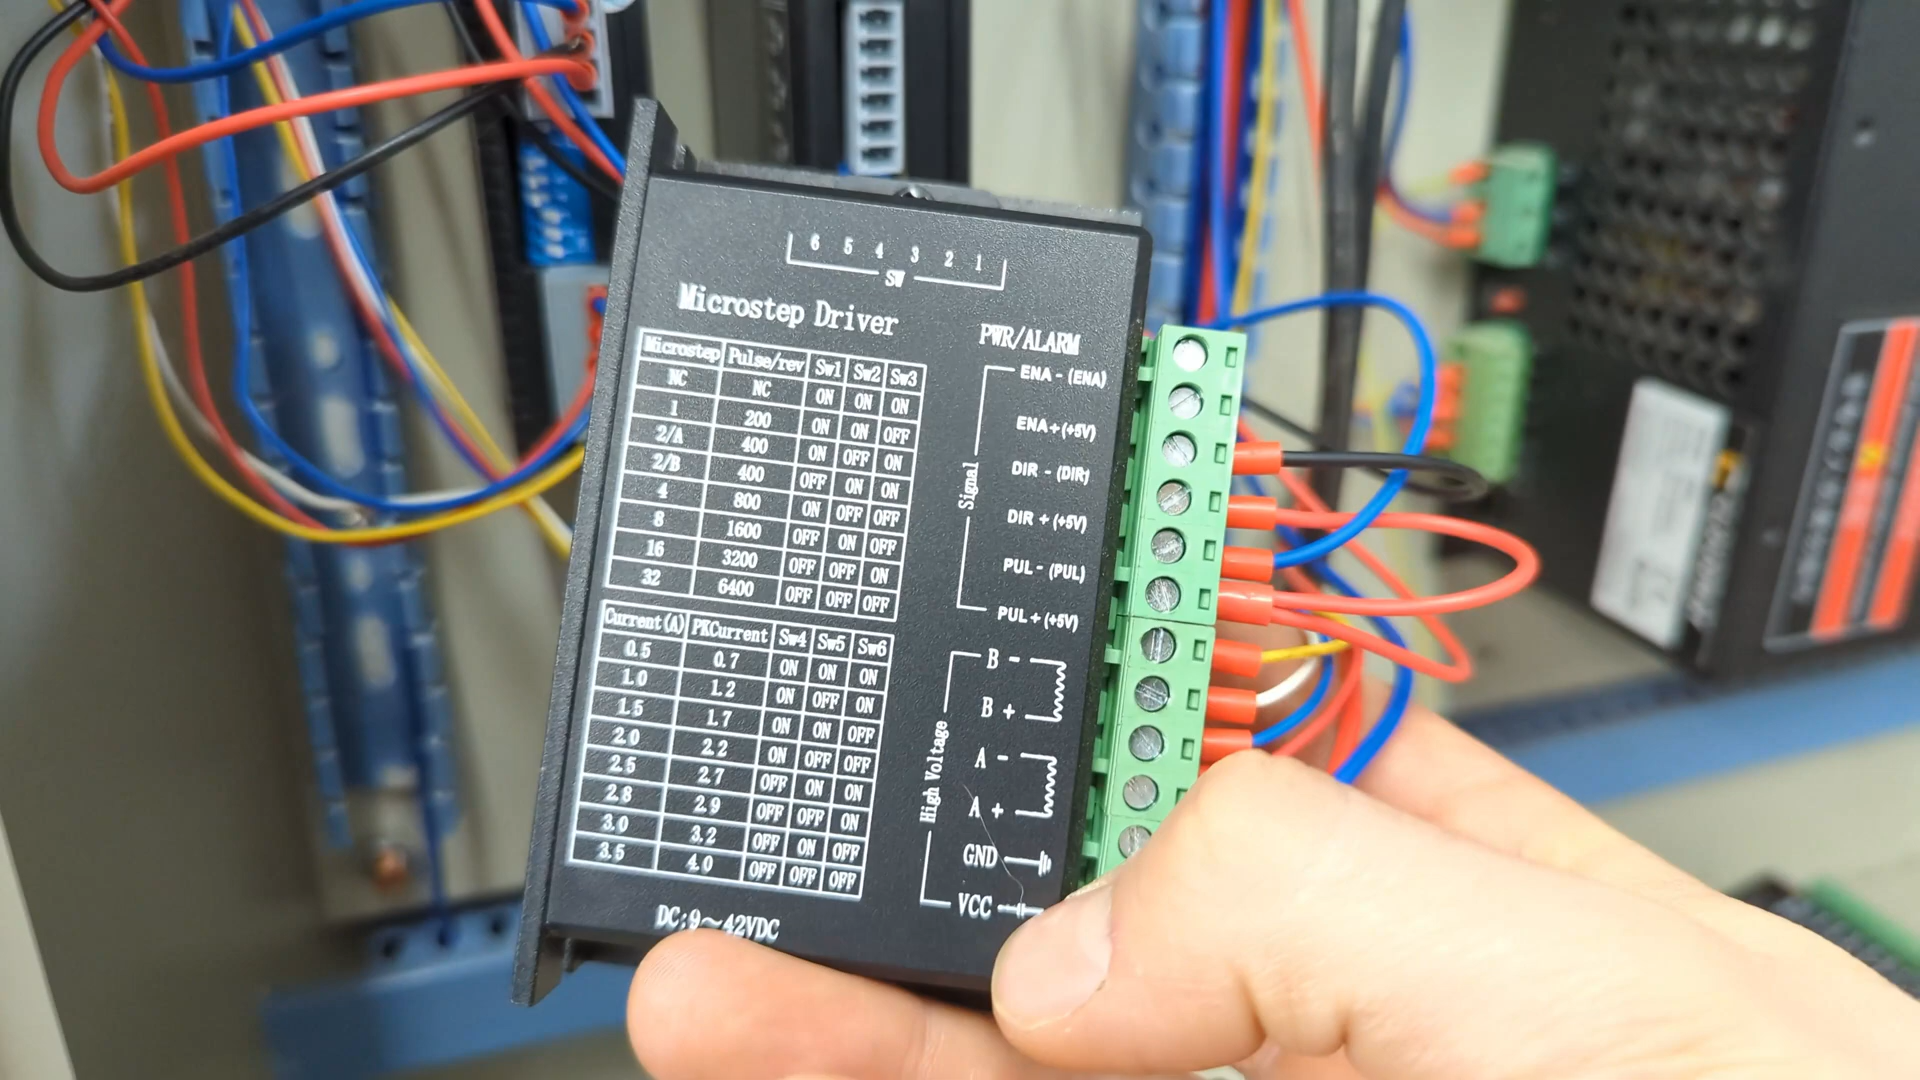 6 5 4 3 2 1
SW
Microstep Driver
Microstep Pulse/rev Sw1 Sw2 Sw3
NC NC ON ON ON
1 200 ON ON OFF
2/A 400 ON OFF ON
2/B 400 OFF ON ON
4 800 ON OFF OFF
8 1600 OFF ON OFF
16 3200 OFF OFF ON
32 6400 OFF OFF OFF
Current(A) PKCurrent Sw4 Sw5 Sw6
0.5 0.7 ON ON ON
1.0 1.2 ON OFF ON
1.5 1.7 ON ON OFF
2.0 2.2 ON OFF OFF
2.5 2.7 OFF ON ON
2.8 2.9 OFF OFF ON
3.0 3.2 OFF ON OFF
3.5 4.0 OFF OFF OFF
DC:9~42VDC
PWR/ALARM
Signal
ENA - (ENA)
ENA + (+5V)
DIR - (DIR)
DIR + (+5V)
PUL - (PUL)
PUL + (+5V)
High Voltage
B -
B +
A -
A +
GND
VCC